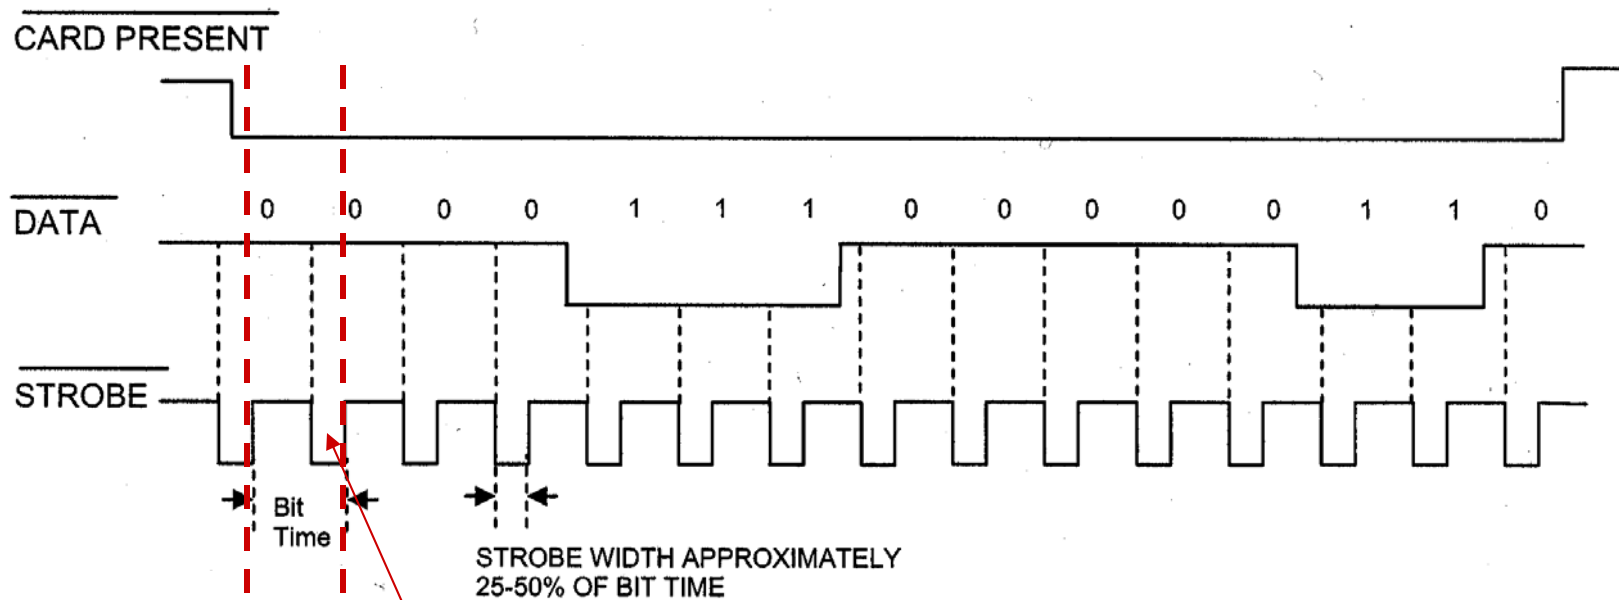 CARD PRESENT
DATA
0 0 0 0 1 1 1 0 0 0 0 0 1 1 0
STROBE
Bit
Time
STROBE WIDTH APPROXIMATELY
25-50% OF BIT TIME